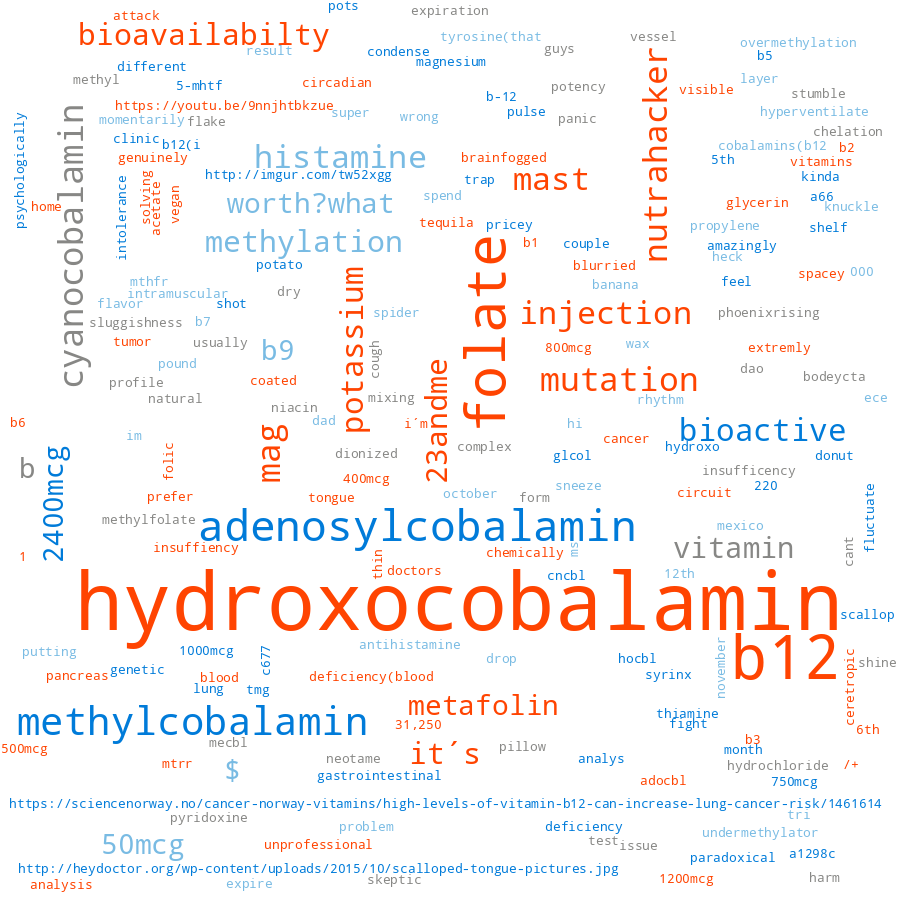 pots
expiration
attack
bioavailabilty
tyrosine(that
vessel
overmethylation
result
condense
guys
b5
different
magnesium
methyl
5-mhtf
circadian
potency
visible
layer
b-12
stumble
https://youtu.be/9nnjhtbkzue
super
wrong
pulse
panic
hyperventilate
momentarily
flake
psychologically
cyanocobalamin
nutrahacker
chelation
clinic
b12(i
cobalamins(b12
b2
genuinely
histamine
brainfogged
5th
vitamins
http://imgur.com/tw52xgg
trap
mast
kinda
home
intolerance
solving
acetate
vegan
worth?what
spend
glycerin
a66
knuckle
tequila
pricey
propylene
shelf
methylation
b1
couple
amazingly
heck
potato
folate
blurried
spacey
000
mthfr
intramuscular
dry
potassium
banana
feel
flavor
shot
spider
injection
phoenixrising
sluggishness
b7
tumor
usually
b9
cough
800mcg
wax
extremly
pound
23andme
dao
profile
coated
mutation
bodeycta
natural
mixing
rhythm
ece
niacin
b6
dad
i´m
hi
bioactive
im
mag
cancer
hydroxo
2400mcg
b
folic
dionized
complex
glcol
donut
400mcg
insufficency
prefer
tongue
october
form
sneeze
circuit
220
fluctuate
methylfolate
adenosylcobalamin
mexico
1
insuffiency
thin
chemically
ms
vitamin
cant
doctors
cncbl
12th
hydroxocobalamin
scallop
putting
1000mcg
c677
antihistamine
drop
hocbl
november
b12
ceretropic
shine
pancreas
genetic
blood
deficiency(blood
syrinx
lung
tmg
methylcobalamin
metafolin
thiamine
31,250
fight
6th
500mcg
mecbl
it´s
pillow
b3
month
mtrr
$
neotame
analys
hydrochloride
/+
gastrointestinal
adocbl
750mcg
https://sciencenorway.no/cancer-norway-vitamins/high-levels-of-vitamin-b12-can-increase-lung-cancer-risk/1461614
pyridoxine
tri
problem
deficiency
undermethylator
50mcg
unprofessional
test
issue
paradoxical
a1298c
http://heydoctor.org/wp-content/uploads/2015/10/scalloped-tongue-pictures.jpg
analysis
expire
skeptic
1200mcg
harm